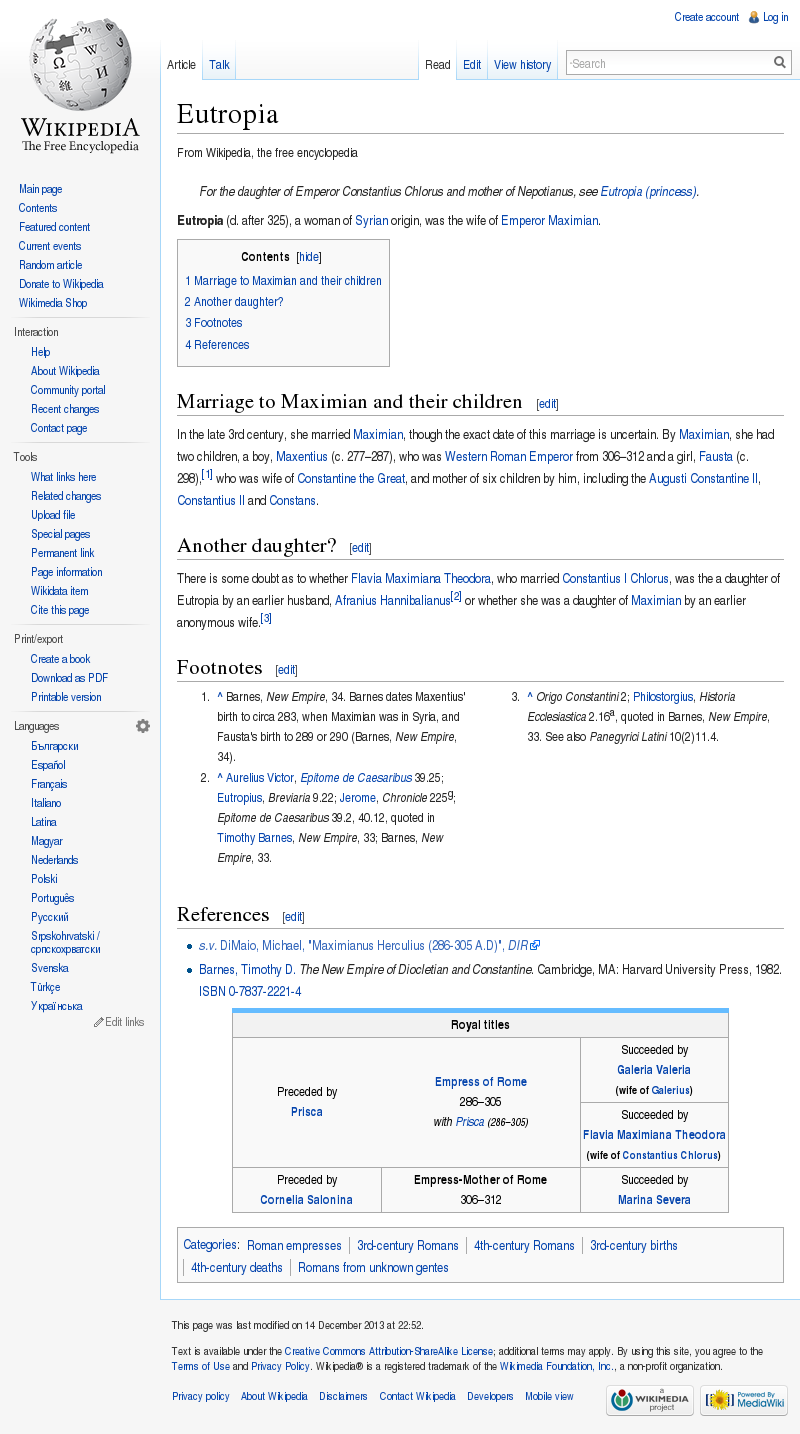 Create account Log in
Article Talk Read Edit View history Search
WIKIPEDIA
The Free Encyclopedia
Main page
Contents
Featured content
Current events
Random article
Donate to Wikipedia
Wikimedia Shop
Interaction
Help
About Wikipedia
Community portal
Recent changes
Contact page
Tools
What links here
Related changes
Upload file
Special pages
Permanent link
Page information
Wikidata item
Cite this page
Print/export
Create a book
Download as PDF
Printable version
Languages
Български
Español
Français
Italiano
Latina
Magyar
Nederlands
Polski
Português
Русский
Srpskohrvatski /
српскохрватски
Svenska
Türkçe
Українська
Edit links
Eutropia
From Wikipedia, the free encyclopedia
For the daughter of Emperor Constantius Chlorus and mother of Nepotianus, see Eutropia (princess).
Eutropia (d. after 325), a woman of Syrian origin, was the wife of Emperor Maximian.
Contents [hide]
1 Marriage to Maximian and their children
2 Another daughter?
3 Footnotes
4 References
Marriage to Maximian and their children [edit]
In the late 3rd century, she married Maximian, though the exact date of this marriage is uncertain. By Maximian, she had
two children, a boy, Maxentius (c. 277–287), who was Western Roman Emperor from 306–312 and a girl, Fausta (c.
298),[1] who was wife of Constantine the Great, and mother of six children by him, including the Augusti Constantine II,
Constantius II and Constans.
Another daughter? [edit]
There is some doubt as to whether Flavia Maximiana Theodora, who married Constantius I Chlorus, was the a daughter of
Eutropia by an earlier husband, Afranius Hannibalianus[2] or whether she was a daughter of Maximian by an earlier
anonymous wife.[3]
Footnotes [edit]
1. ^ Barnes, New Empire, 34. Barnes dates Maxentius'
birth to circa 283, when Maximian was in Syria, and
Fausta's birth to 289 or 290 (Barnes, New Empire,
34).
2. ^ Aurelius Victor, Epitome de Caesaribus 39.25;
Eutropius, Breviaria 9.22; Jerome, Chronicle 225g;
Epitome de Caesaribus 39.2, 40.12, quoted in
Timothy Barnes, New Empire, 33; Barnes, New
Empire, 33.
3. ^ Origo Constantini 2; Philostorgius, Historia
Ecclesiastica 2.16a, quoted in Barnes, New Empire,
33. See also Panegyrici Latini 10(2)11.4.
References [edit]
s.v. DiMaio, Michael, "Maximianus Herculius (286-305 A.D)", DIR
Barnes, Timothy D. The New Empire of Diocletian and Constantine. Cambridge, MA: Harvard University Press, 1982.
ISBN 0-7837-2221-4
Royal titles
Preceded by
Prisca
Empress of Rome
286–305
with Prisca (286–305)
Succeeded by
Galeria Valeria
(wife of Galerius)
Succeeded by
Flavia Maximiana Theodora
(wife of Constantius Chlorus)
Preceded by
Cornelia Salonina
Empress-Mother of Rome
306–312
Succeeded by
Marina Severa
Categories: Roman empresses 3rd-century Romans 4th-century Romans 3rd-century births
4th-century deaths Romans from unknown gentes
This page was last modified on 14 December 2013 at 22:52.
Text is available under the Creative Commons Attribution-ShareAlike License; additional terms may apply. By using this site, you agree to the
Terms of Use and Privacy Policy. Wikipedia® is a registered trademark of the Wikimedia Foundation, Inc., a non-profit organization.
Privacy policy About Wikipedia Disclaimers Contact Wikipedia Developers Mobile view
a
WIKIMEDIA
project
Powered By
MediaWiki